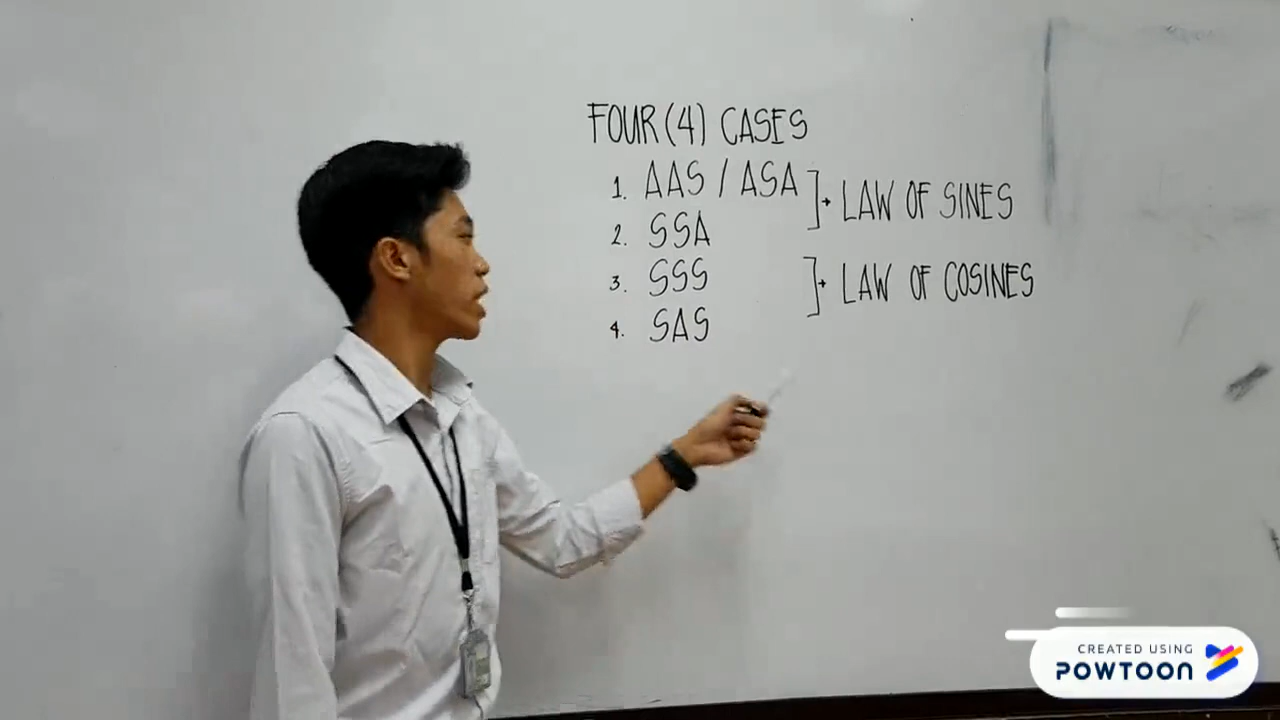 FOUR (4) CASES
1. AAS / ASA
2. SSA
LAW OF SINES
3. SSS
4. SAS
LAW OF COSINES
CREATED USING
POWTOON